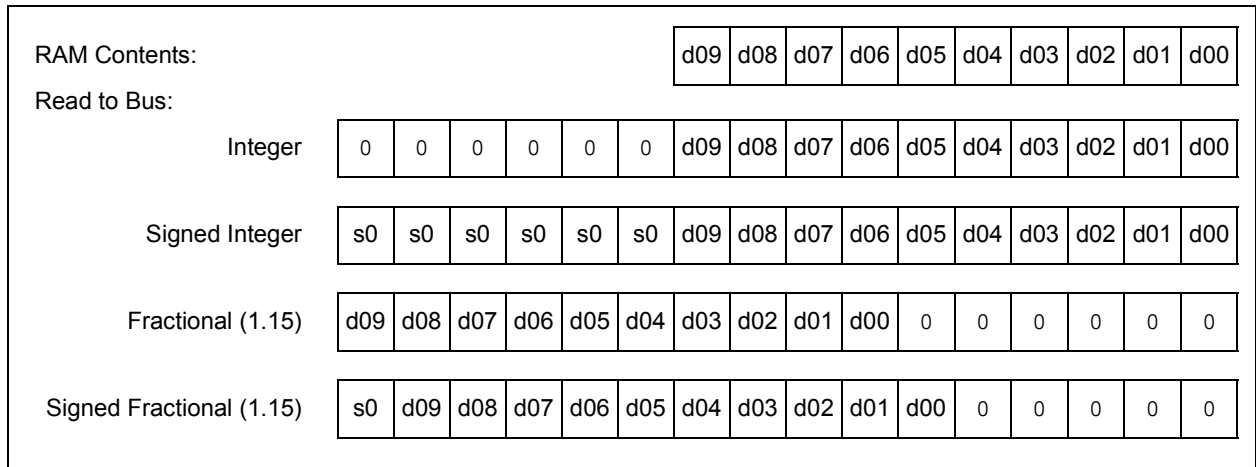 RAM Contents: d09 d08 d07 d06 d05 d04 d03 d02 d01 d00
Read to Bus:
Integer 0 0 0 0 0 0 d09 d08 d07 d06 d05 d04 d03 d02 d01 d00
Signed Integer s0 s0 s0 s0 s0 s0 d09 d08 d07 d06 d05 d04 d03 d02 d01 d00
Fractional (1.15) d09 d08 d07 d06 d05 d04 d03 d02 d01 d00 0 0 0 0 0 0
Signed Fractional (1.15) s0 d09 d08 d07 d06 d05 d04 d03 d02 d01 d00 0 0 0 0 0